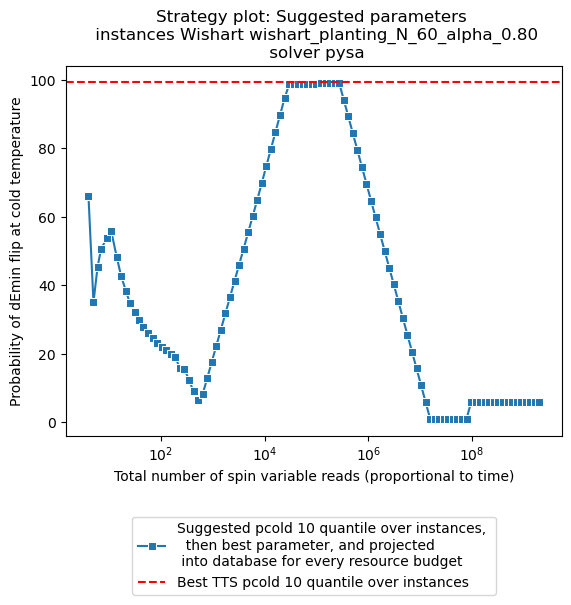 Strategy plot: Suggested parameters
instances Wishart wishart_planting_N_60_alpha_0.80
solver pysa
Probability of dEmin flip at cold temperature
100
80
60
40
20
0
10^2
10^4
10^6
10^8
Total number of spin variable reads (proportional to time)
Suggested pcold 10 quantile over instances,
then best parameter, and projected
into database for every resource budget
Best TTS pcold 10 quantile over instances